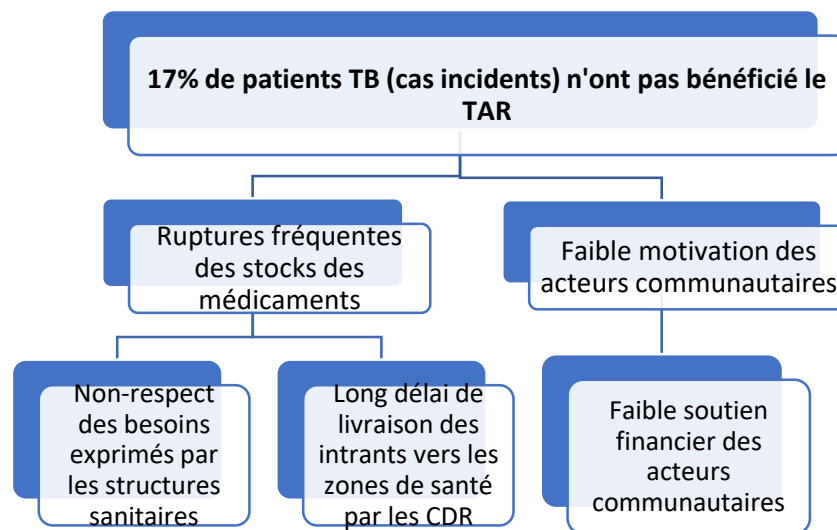 17% de patients TB (cas incidents) n'ont pas bénéficié le
TAR
Ruptures fréquentes
des stocks des
médicaments
Faible motivation des
acteurs communautaires
Non-respect
des besoins
exprimés par
les structures
sanitaires
Long délai de
livraison des
intrants vers les
zones de santé
par les CDR
Faible soutien
financier des
acteurs
communautaires